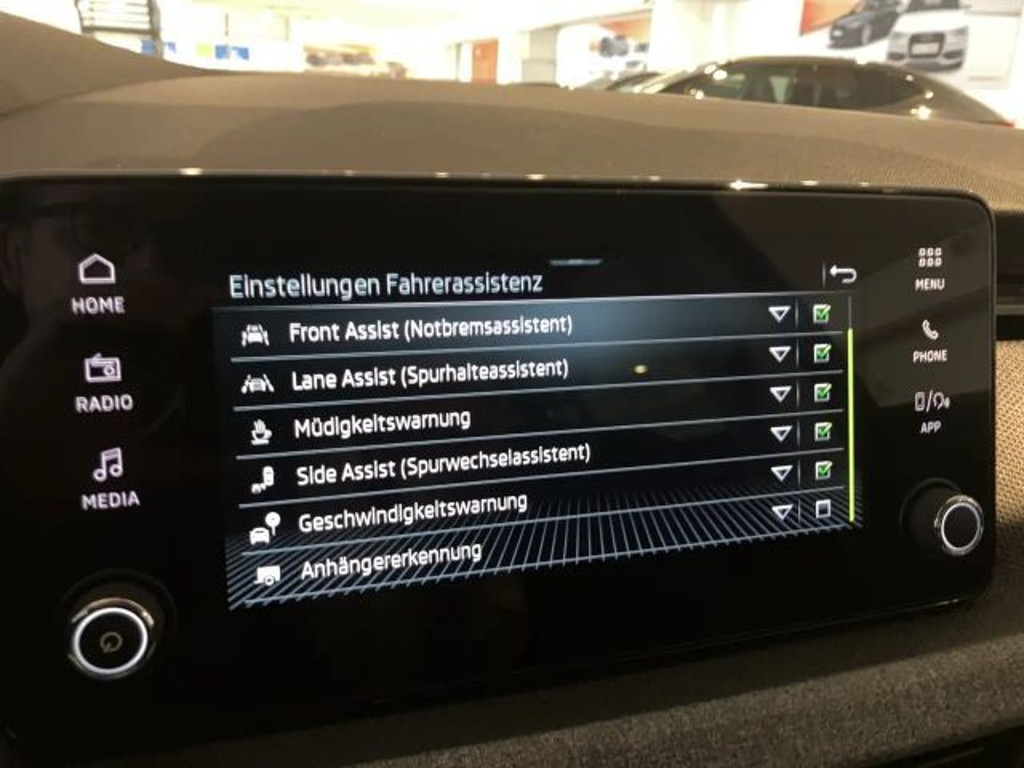 Einstellungen Fahrerassistenz
HOME
RADIO
MEDIA
Front Assist (Notbremsassistent)
Lane Assist (Spurhalteassistent)
Müdigkeitswarnung
Side Assist (Spurwechselassistent)
Geschwindigkeitswarnung
Anhängererkennung
MENU
PHONE
APP